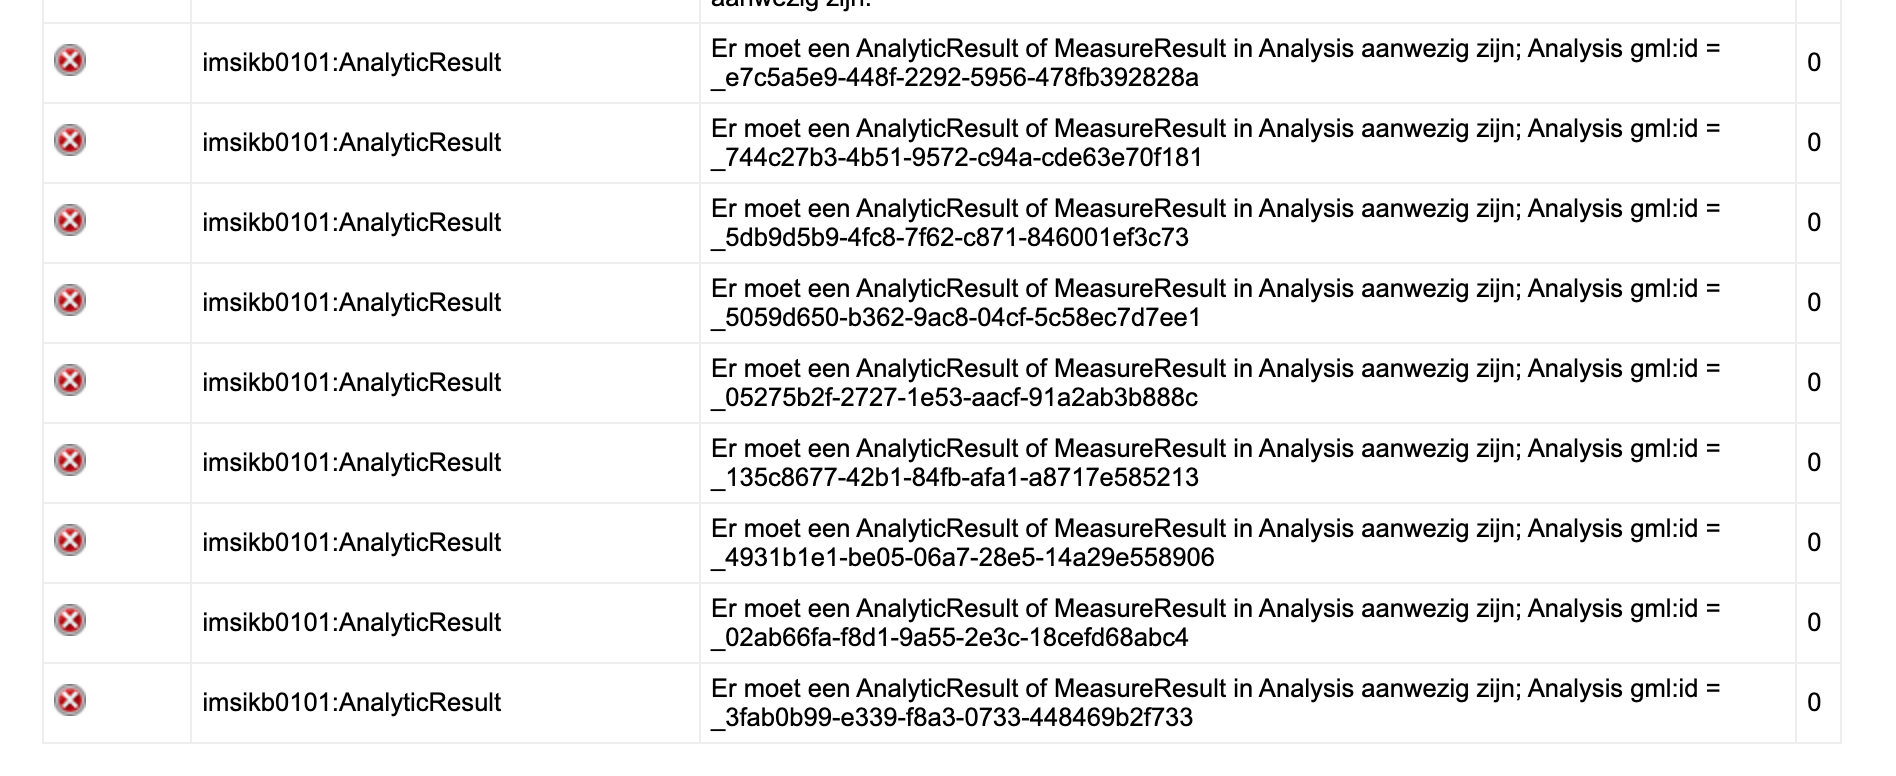 aanwezig zijn.
imsikb0101:AnalyticResult
Er moet een AnalyticResult of MeasureResult in Analysis aanwezig zijn; Analysis gml:id =
_e7c5a5e9-448f-2292-5956-478fb392828a
0
imsikb0101:AnalyticResult
Er moet een AnalyticResult of MeasureResult in Analysis aanwezig zijn; Analysis gml:id =
_744c27b3-4b51-9572-c94a-cde63e70f181
0
imsikb0101:AnalyticResult
Er moet een AnalyticResult of MeasureResult in Analysis aanwezig zijn; Analysis gml:id =
_5db9d5b9-4fc8-7f62-c871-846001ef3c73
0
imsikb0101:AnalyticResult
Er moet een AnalyticResult of MeasureResult in Analysis aanwezig zijn; Analysis gml:id =
_5059d650-b362-9ac8-04cf-5c58ec7d7ee1
0
imsikb0101:AnalyticResult
Er moet een AnalyticResult of MeasureResult in Analysis aanwezig zijn; Analysis gml:id =
_05275b2f-2727-1e53-aacf-91a2ab3b888c
0
imsikb0101:AnalyticResult
Er moet een AnalyticResult of MeasureResult in Analysis aanwezig zijn; Analysis gml:id =
_135c8677-42b1-84fb-afa1-a8717e585213
0
imsikb0101:AnalyticResult
Er moet een AnalyticResult of MeasureResult in Analysis aanwezig zijn; Analysis gml:id =
_4931b1e1-be05-06a7-28e5-14a29e558906
0
imsikb0101:AnalyticResult
Er moet een AnalyticResult of MeasureResult in Analysis aanwezig zijn; Analysis gml:id =
_02ab66fa-f8d1-9a55-2e3c-18cefd68abc4
0
imsikb0101:AnalyticResult
Er moet een AnalyticResult of MeasureResult in Analysis aanwezig zijn; Analysis gml:id =
_3fab0b99-e339-f8a3-0733-448469b2f733
0